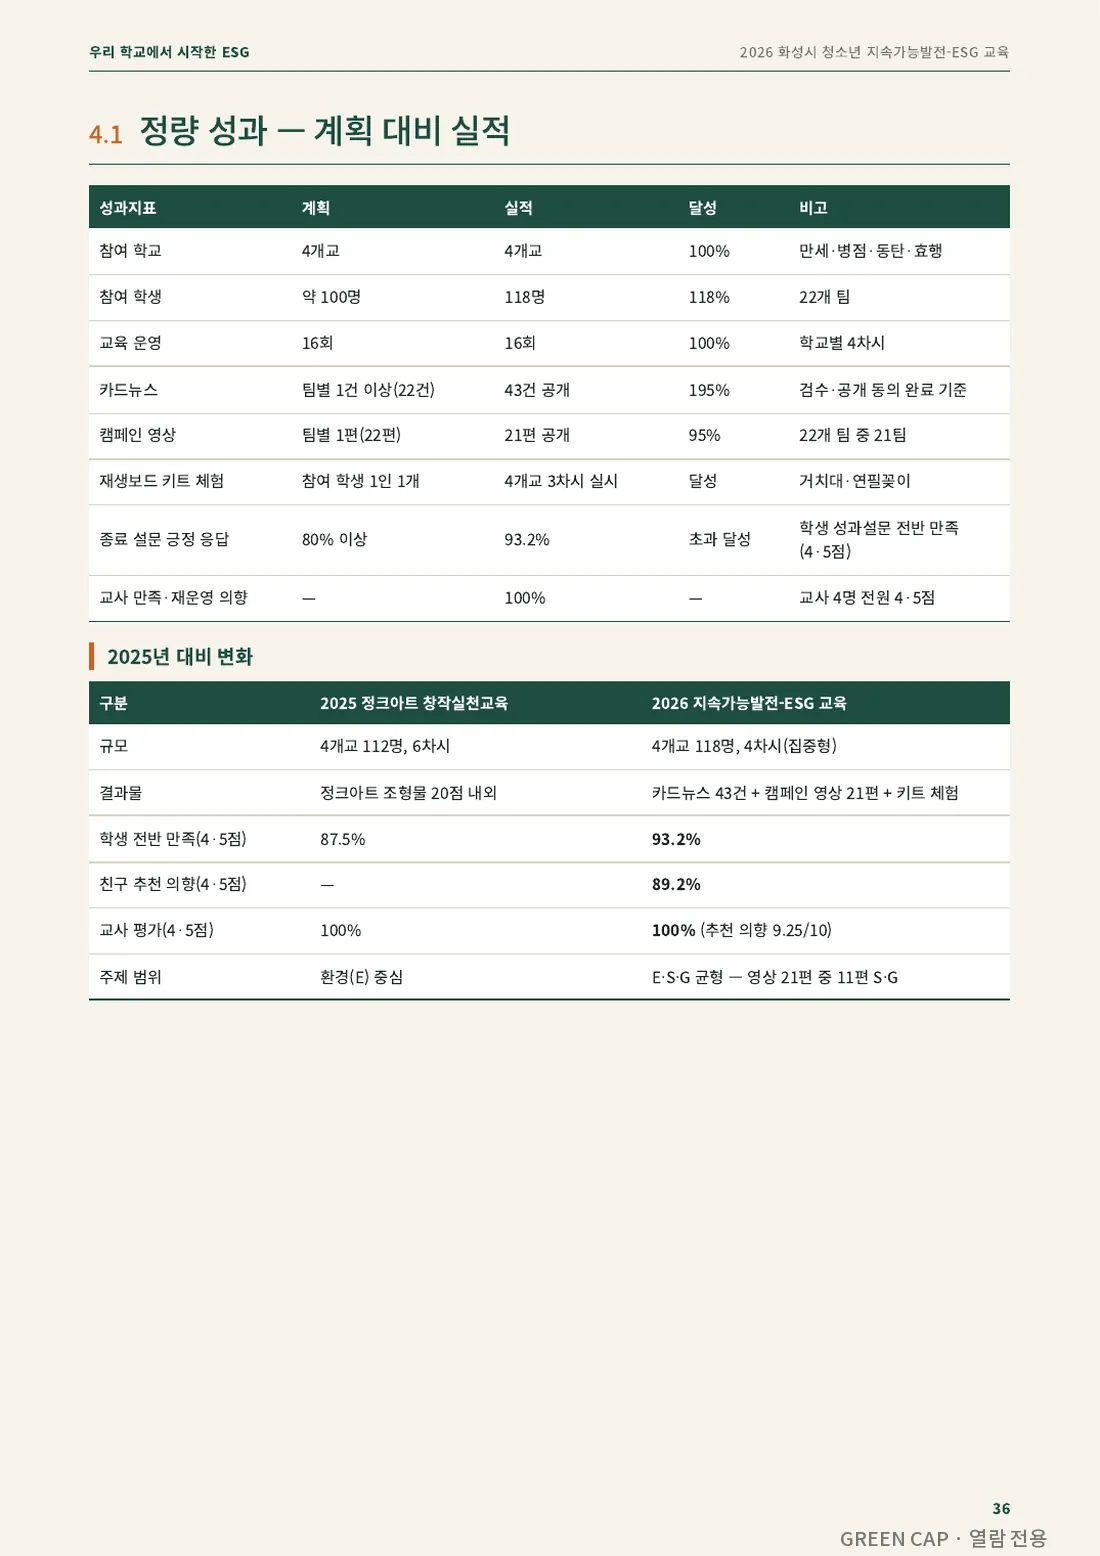 우리 학교에서 시작한 ESG
2026 화성시 청소년 지속가능발전-ESG 교육
4.1 정량 성과 — 계획 대비 실적
성과지표 계획 실적 달성 비고
참여 학교 4개교 4개교 100% 만세·병점·동탄·효행
참여 학생 약 100명 118명 118% 22개 팀
교육 운영 16회 16회 100% 학교별 4차시
카드뉴스 팀별 1건 이상(22건) 43건 공개 195% 검수·공개 동의 완료 기준
캠페인 영상 팀별 1편(22편) 21편 공개 95% 22개 팀 중 21팀
재생보드 키트 체험 참여 학생 1인 1개 4개교 3차시 실시 달성 거치대·연필꽂이
종료 설문 긍정 응답 80% 이상 93.2% 초과 달성 학생 성과설문 전반 만족
(4·5점)
교사 만족·재운영 의향 — 100% — 교사 4명 전원 4·5점
2025년 대비 변화
구분 2025 정크아트 창작실천교육 2026 지속가능발전-ESG 교육
규모 4개교 112명, 6차시 4개교 118명, 4차시(집중형)
결과물 정크아트 조형물 20점 내외 카드뉴스 43건 + 캠페인 영상 21편 + 키트 체험
학생 전반 만족(4·5점) 87.5% 93.2%
친구 추천 의향(4·5점) — 89.2%
교사 평가(4·5점) 100% 100% (추천 의향 9.25/10)
주제 범위 환경(E) 중심 E·S·G 균형 — 영상 21편 중 11편 S·G
36
GREEN CAP · 열람 전용